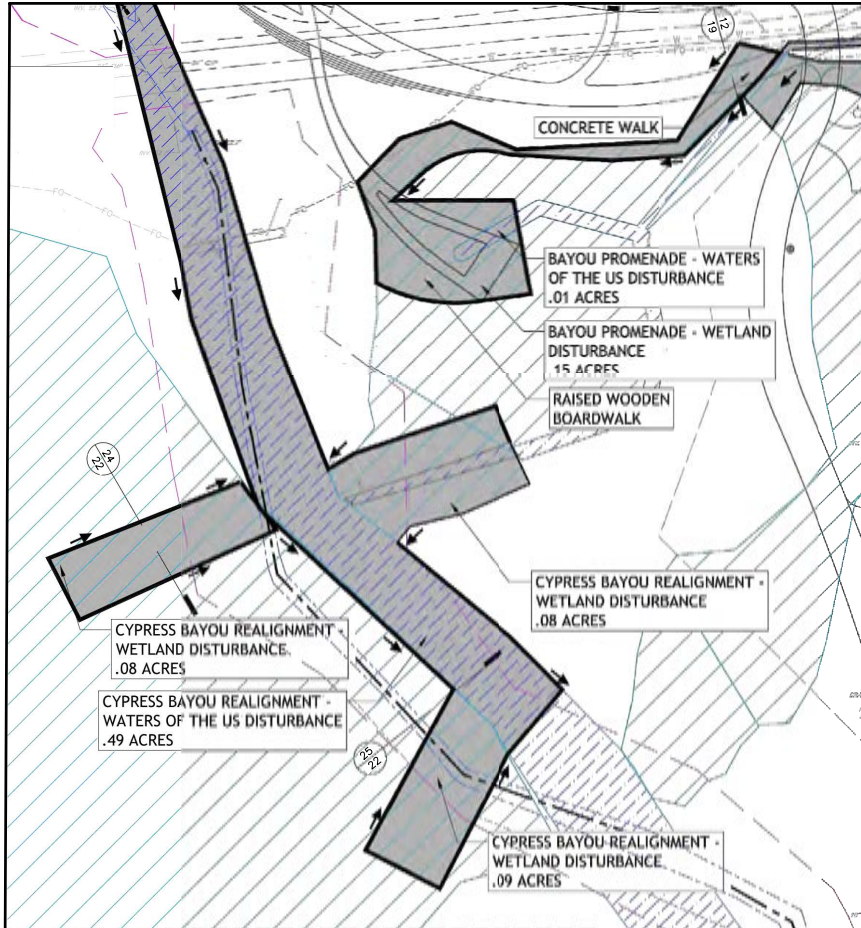 12
19
CONCRETE WALK
BAYOU PROMENADE - WATERS
OF THE US DISTURBANCE
.01 ACRES
BAYOU PROMENADE - WETLAND
DISTURBANCE
.15 ACRES
RAISED WOODEN
BOARDWALK
24
22
CYPRESS BAYOU REALIGNMENT -
WETLAND DISTURBANCE
.08 ACRES
CYPRESS BAYOU REALIGNMENT -
WETLAND DISTURBANCE
.08 ACRES
CYPRESS BAYOU REALIGNMENT -
WATERS OF THE US DISTURBANCE
.49 ACRES
25
22
CYPRESS BAYOU REALIGNMENT -
WETLAND DISTURBANCE
.09 ACRES